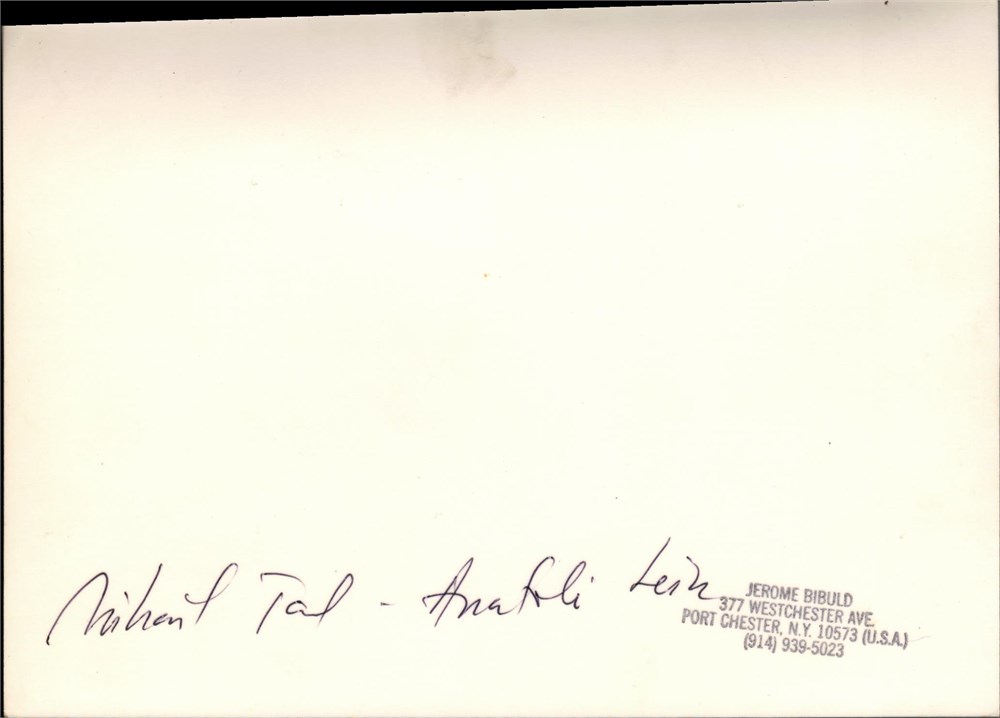 Mihail Tal - Anatoli Lein
JEROME BIBULD
377 WESTCHESTER AVE.
PORT CHESTER, N.Y. 10573 (U.S.A.)
(914) 939-5023